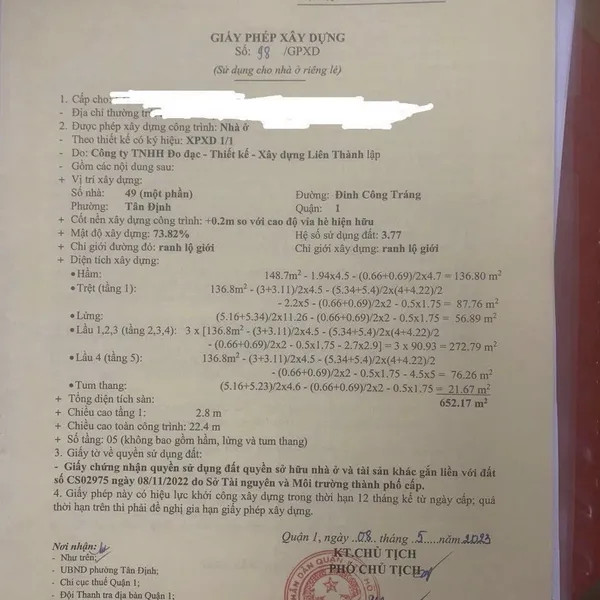 GIẤY PHÉP XÂY DỰNG
Số: 98 /GPXD
(Sử dụng cho nhà ở riêng lẻ)
1. Cấp cho:
- Địa chỉ thường
2. Được phép xây dựng công trình: Nhà ở
- Theo thiết kế có ký hiệu: XPXD 1/1
- Do: Công ty TNHH Đo đạc - Thiết kế - Xây dựng Liên Thành lập
- Gồm các nội dung sau:
+ Vị trí xây dựng:
Số nhà: 49 (một phần) Đường: Đinh Công Tráng
Phường: Tân Định Quận: 1
+ Cốt nền xây dựng công trình: +0.2m so với cao độ vỉa hè hiện hữu
+ Mật độ xây dựng: 73.82% Hệ số sử dụng đất: 3.77
+ Chỉ giới đường đỏ: ranh lộ giới Chỉ giới xây dựng: ranh lộ giới
+ Diện tích xây dựng:
• Hầm: 148.7m² - 1.94x4.5 - (0.66+0.69)/2x4.7 = 136.80 m²
• Trệt (tầng 1): 136.8m² - (3+3.11)/2x4.5 - (5.34+5.4)/2x(4+4.22)/2
- 2.2x5 - (0.66+0.69)/2x2 - 0.5x1.75 = 87.76 m²
• Lửng: (5.16+5.34)/2x11.26 - (0.66+0.69)/2x2 - 0.5x1.75 = 56.89 m²
• Lầu 1,2,3 (tầng 2,3,4): 3 x [136.8m² - (3+3.11)/2x4.5 - (5.34+5.4)/2x(4+4.22)/2
- (0.66+0.69)/2x2 - 0.5x1.75 - 2.7x2.9] = 3 x 90.93 = 272.79 m²
• Lầu 4 (tầng 5): 136.8m² - (3+3.11)/2x4.5 - (5.34+5.4)/2x(4+4.22)/2
- (0.66+0.69)/2x2 - 0.5x1.75 - 4.5x5 = 76.26 m²
• Tum thang: (5.16+5.23)/2x4.6 - (0.66+0.69)/2x2 - 0.5x1.75 = 21.67 m²
+ Tổng diện tích sàn: 652.17 m²
+ Chiều cao tầng 1: 2.8 m
+ Chiều cao toàn công trình: 22.4 m
+ Số tầng: 05 (không bao gồm hầm, lửng và tum thang)
3. Giấy tờ về quyền sử dụng đất:
- Giấy chứng nhận quyền sử dụng đất quyền sở hữu nhà ở và tài sản khác gắn liền với đất
số CS02975 ngày 08/11/2022 do Sở Tài nguyên và Môi trường thành phố cấp.
4. Giấy phép này có hiệu lực khởi công xây dựng trong thời hạn 12 tháng kể từ ngày cấp; quá
thời hạn trên thì phải đề nghị gia hạn giấy phép xây dựng.
Quận 1, ngày 08 tháng 5 năm 2023
KT.CHỦ TỊCH
PHÓ CHỦ TỊCH
Nơi nhận:
- Như trên;
- UBND phường Tân Định;
- Chi cục thuế Quận 1;
- Đội Thanh tra địa bàn Quận 1;